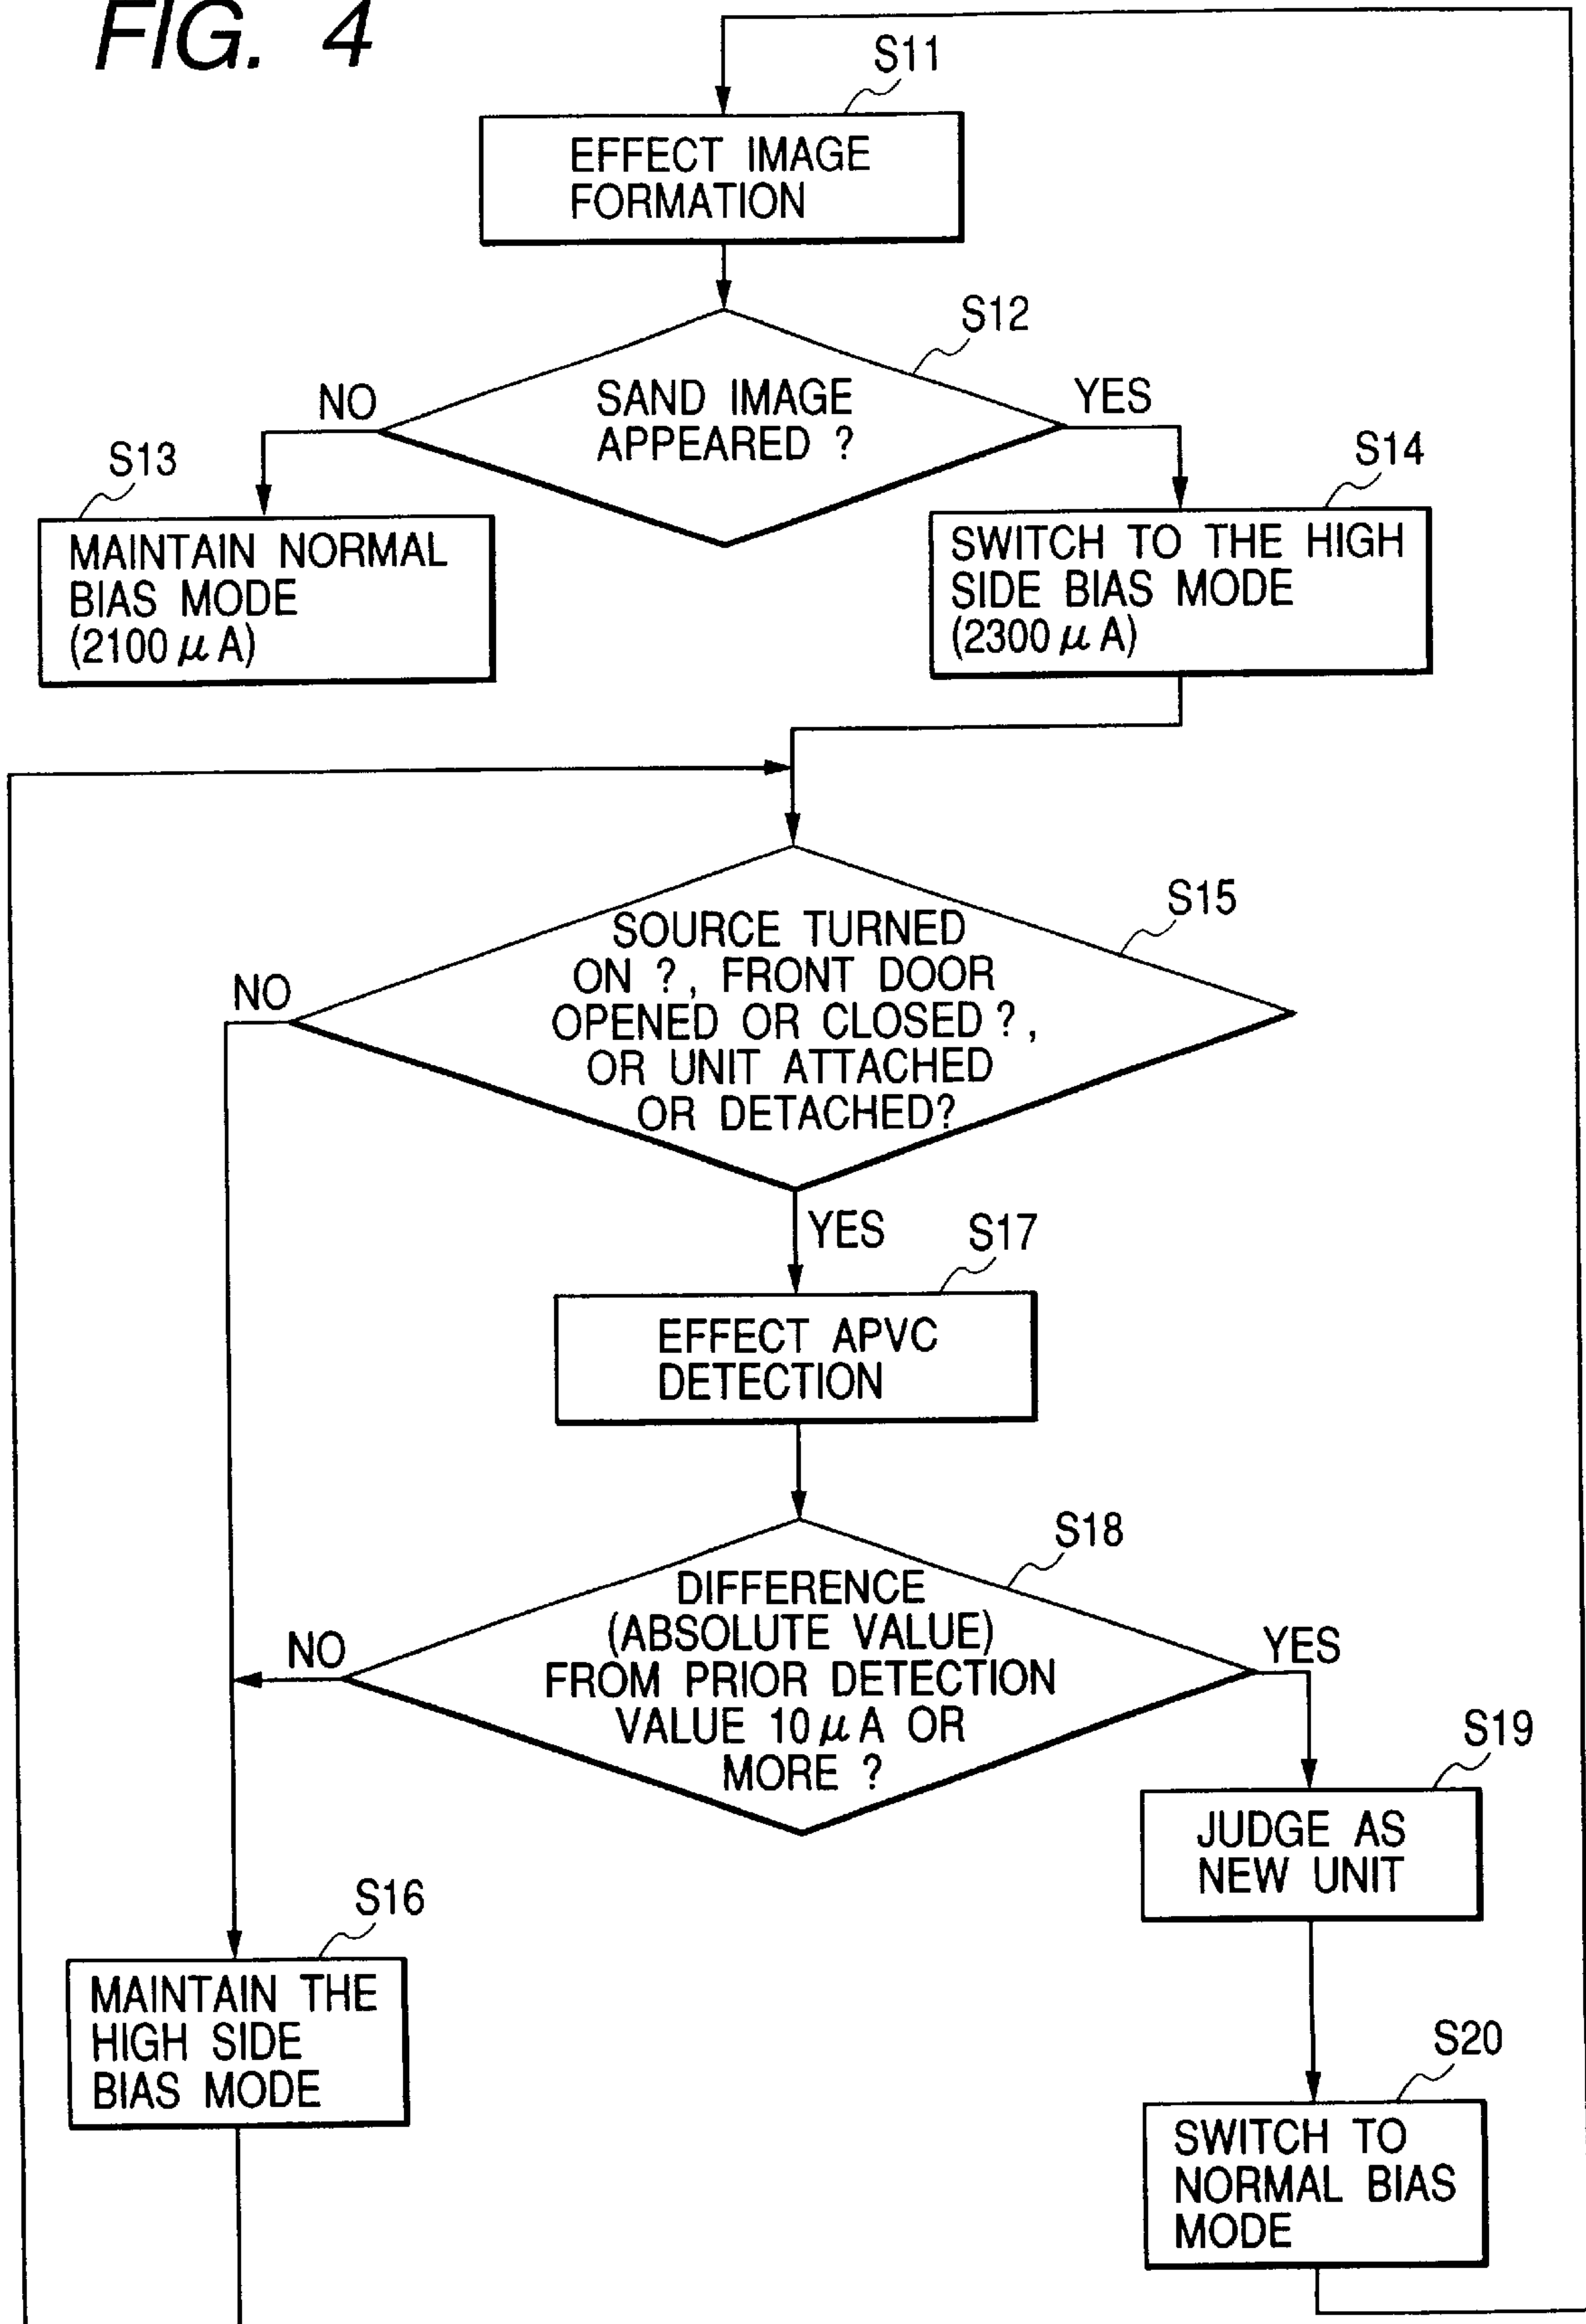 FIG. 4
S11
EFFECT IMAGE
FORMATION
S12
SAND IMAGE
APPEARED ?
NO
YES
S13
MAINTAIN NORMAL
BIAS MODE
(2100 μA)
S14
SWITCH TO THE HIGH
SIDE BIAS MODE
(2300 μA)
S15
SOURCE TURNED
ON ?, FRONT DOOR
OPENED OR CLOSED ?,
OR UNIT ATTACHED
OR DETACHED?
NO
YES
S17
EFFECT APVC
DETECTION
S18
DIFFERENCE
(ABSOLUTE VALUE)
FROM PRIOR DETECTION
VALUE 10 μA OR
MORE ?
NO
YES
S19
JUDGE AS
NEW UNIT
S16
MAINTAIN THE
HIGH SIDE
BIAS MODE
S20
SWITCH TO
NORMAL BIAS
MODE